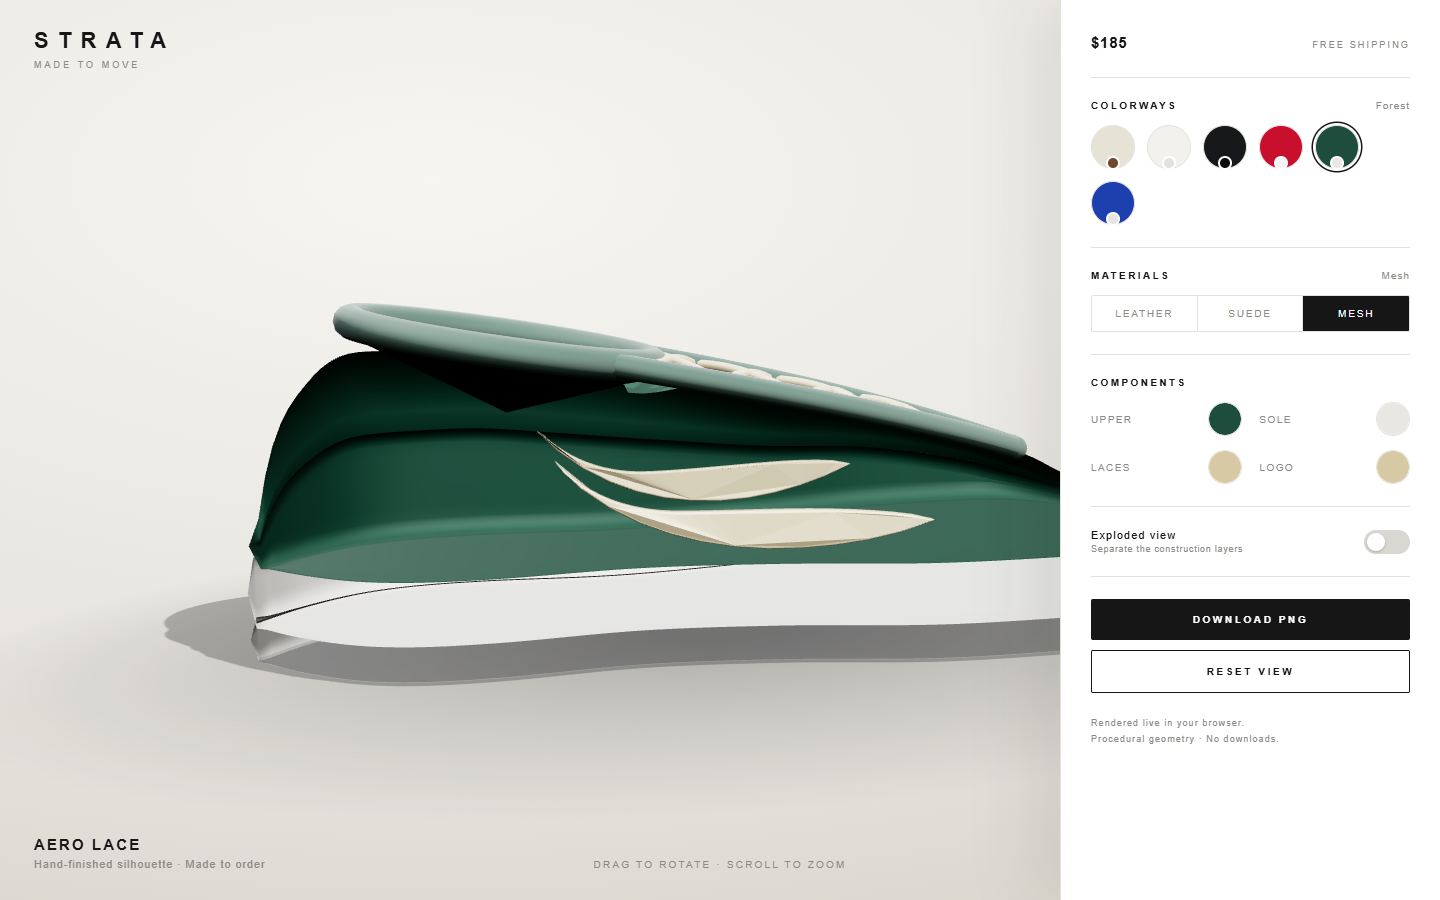 STRATA
MADE TO MOVE
$185
FREE SHIPPING
COLORWAYS
Forest
MATERIALS
Mesh
LEATHER
SUEDE
MESH
COMPONENTS
UPPER
SOLE
LACES
LOGO
Exploded view
Separate the construction layers
DOWNLOAD PNG
RESET VIEW
Rendered live in your browser.
Procedural geometry · No downloads.
AERO LACE
Hand-finished silhouette · Made to order
DRAG TO ROTATE · SCROLL TO ZOOM